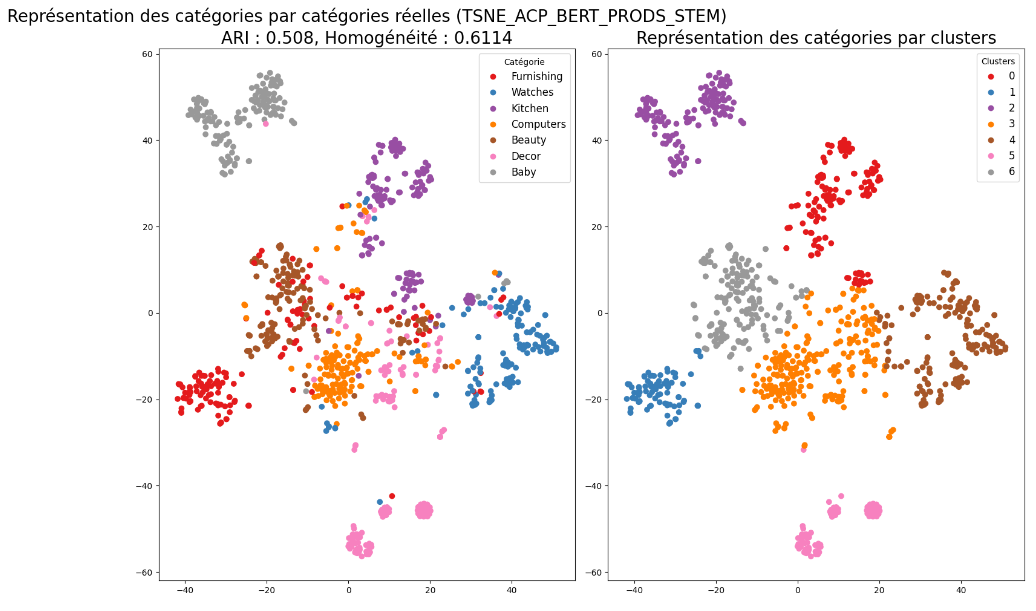 Représentation des catégories par catégories réelles (TSNE_ACP_BERT_PRODS_STEM)
ARI : 0.508, Homogénéité : 0.6114
Représentation des catégories par clusters
Catégorie
Furnishing
Watches
Kitchen
Computers
Beauty
Decor
Baby
60
40
20
0
−20
−40
−60
−40
−20
0
20
40
Clusters
0
1
2
3
4
5
6
60
40
20
0
−20
−40
−60
−40
−20
0
20
40